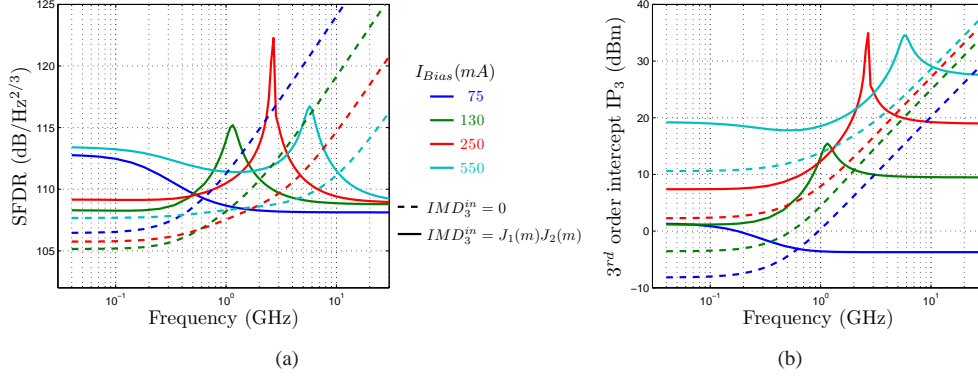 125
120
115
110
105
SFDR (dB/Hz^{2/3})
10^{-1}
10^0
10^1
Frequency (GHz)
(a)
I_{Bias}(mA)
75
130
250
550
IMD_3^{in} = 0
IMD_3^{in} = J_1(m)J_2(m)
40
30
20
10
0
−10
3^{rd} order intercept IP_3 (dBm)
10^{-1}
10^0
10^1
Frequency (GHz)
(b)